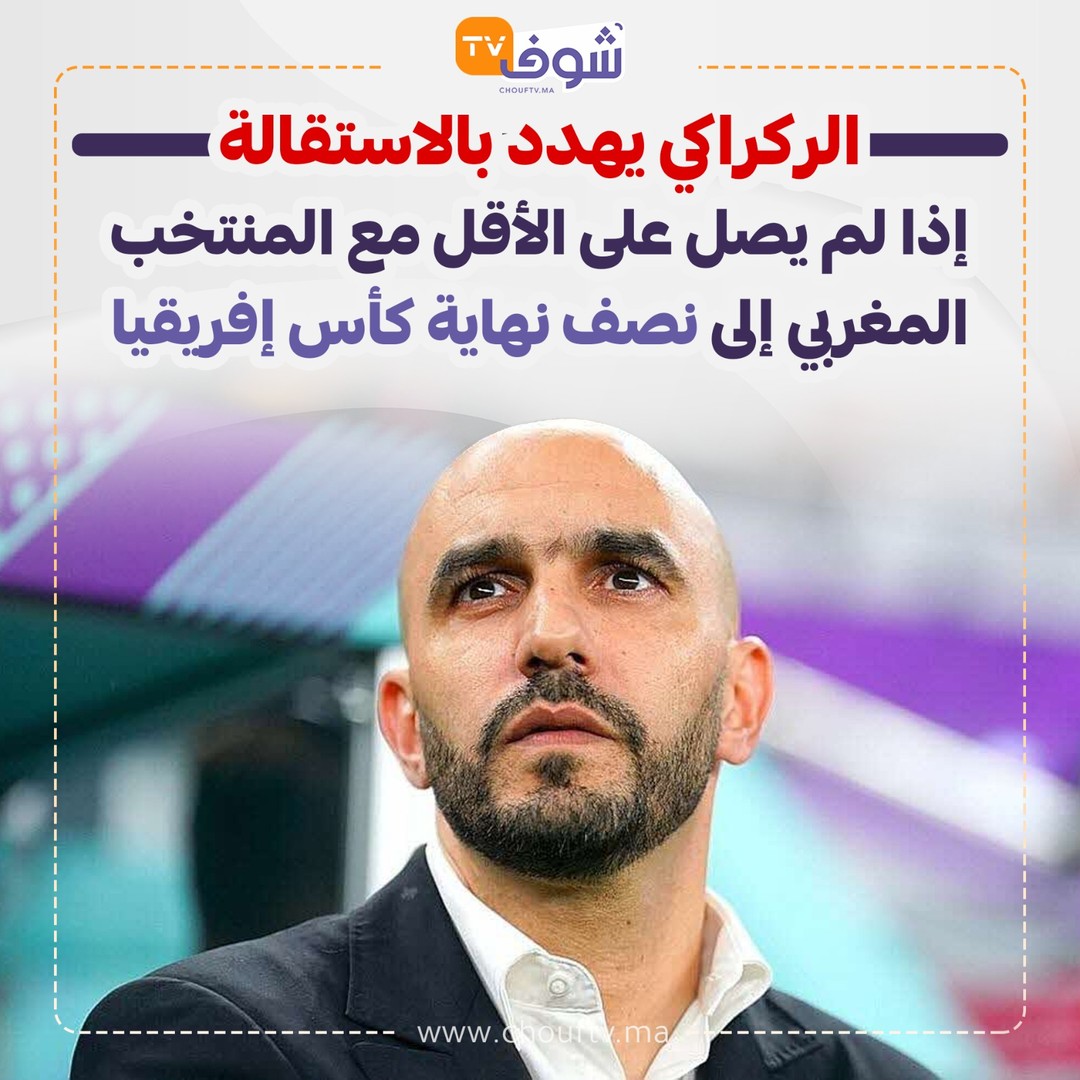 TV شوف
CHOUFTV.MA
الركراكي يهدد بالاستقالة
إذا لم يصل على الأقل مع المنتخب
المغربي إلى نصف نهاية كأس إفريقيا
www.chouftv.ma